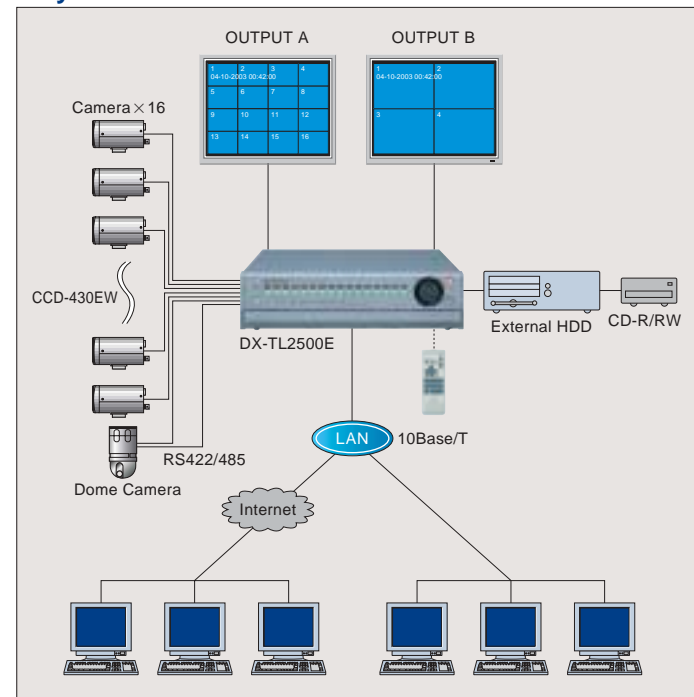 OUTPUT A
OUTPUT B
1 2 3 4
04-10-2003 00:42:00
5 6 7 8
9 10 11 12
13 14 15 16
1 2
04-10-2003 00:42:00
3 4
Camera×16
CCD-430EW
DX-TL2500E
External HDD
CD-R/RW
LAN
10Base/T
RS422/485
Dome Camera
Internet